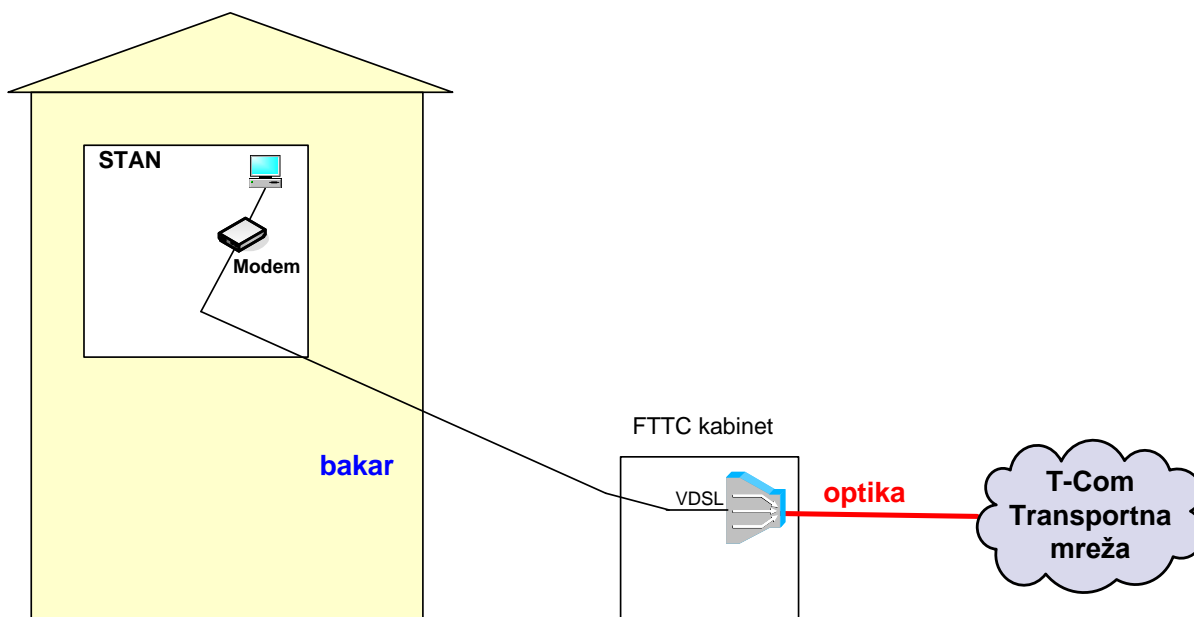 STAN
Modem
bakar
FTTC kabinet
VDSL
optika
T-Com
Transportna
mreža